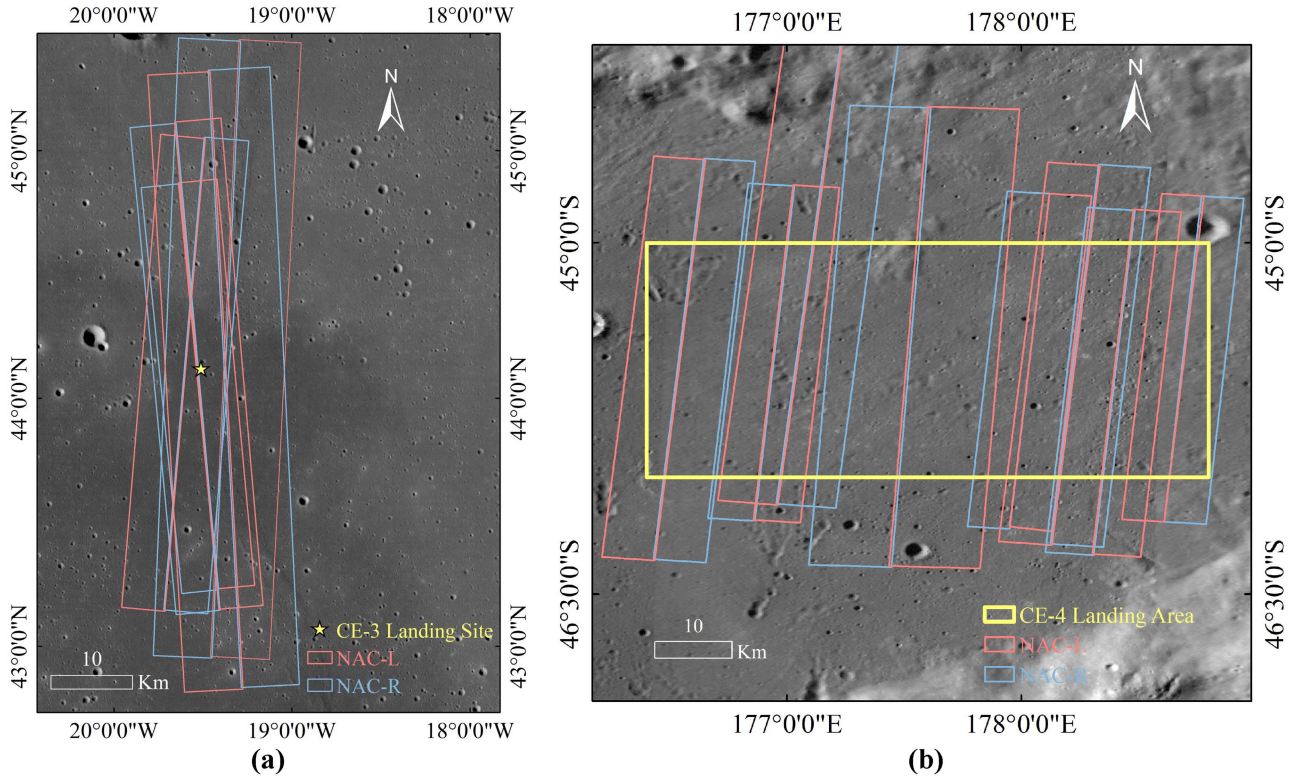 20°0'0"W 19°0'0"W 18°0'0"W
45°0'0"N
44°0'0"N
43°0'0"N
N
45°0'0"N
44°0'0"N
43°0'0"N
CE-3 Landing Site
NAC-L
NAC-R
10
Km
20°0'0"W 19°0'0"W 18°0'0"W
(a)
177°0'0"E 178°0'0"E
45°0'0"S
46°30'0"S
N
45°0'0"S
46°30'0"S
CE-4 Landing Area
NAC-L
NAC-R
10
Km
177°0'0"E 178°0'0"E
(b)